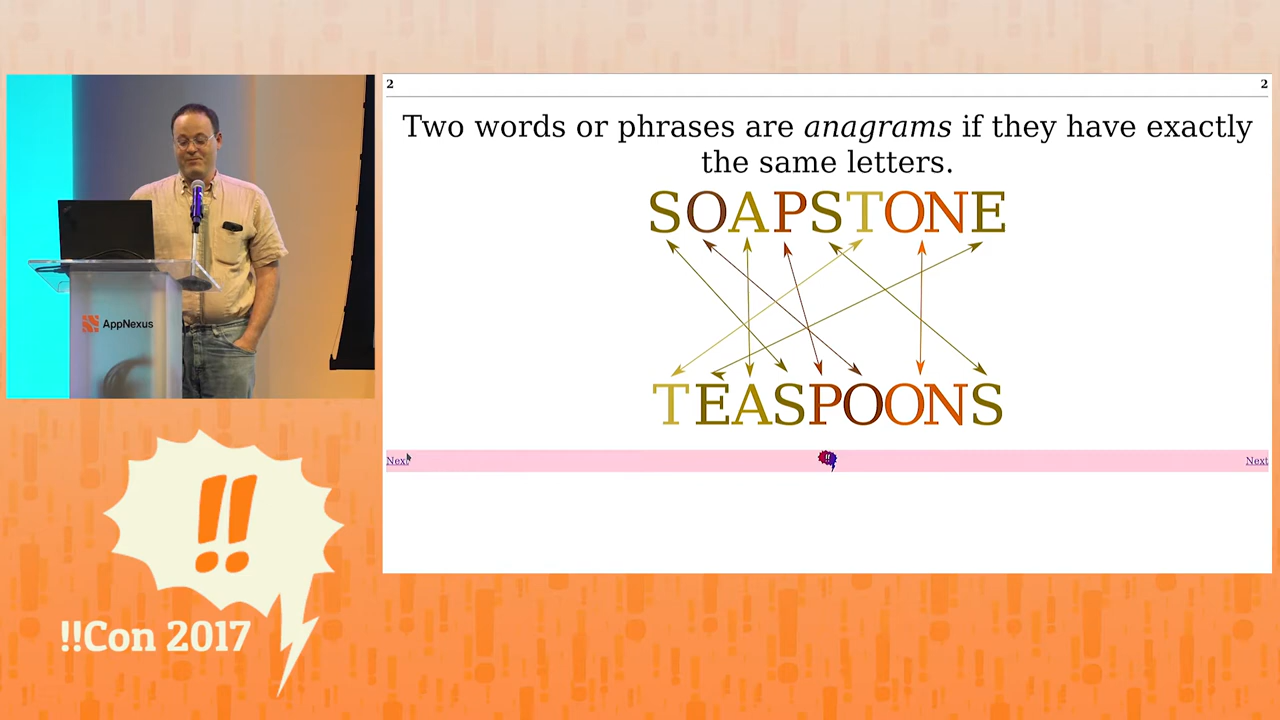 2 2
Two words or phrases are anagrams if they have exactly
the same letters.
SOAPSTONE
TEASPOONS
Next !! Next
AppNexus
!!
!!Con 2017